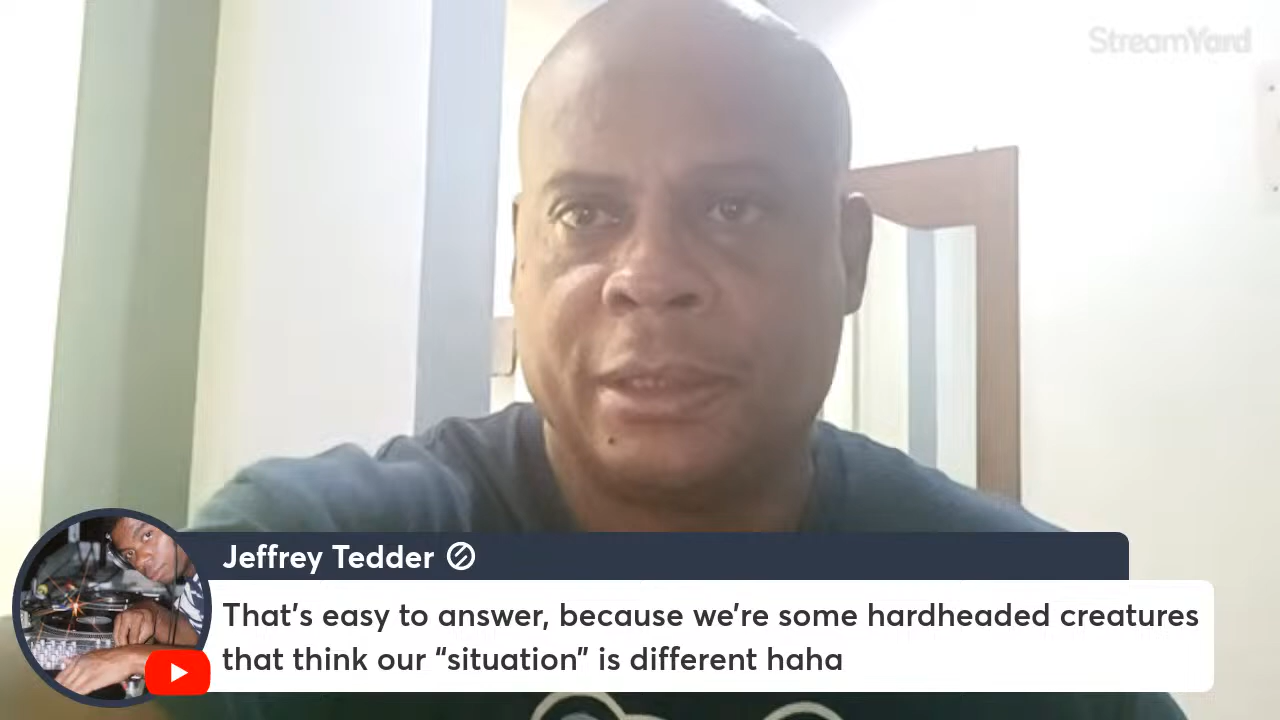 StreamYard
Jeffrey Tedder
That’s easy to answer, because we’re some hardheaded creatures
that think our “situation” is different haha